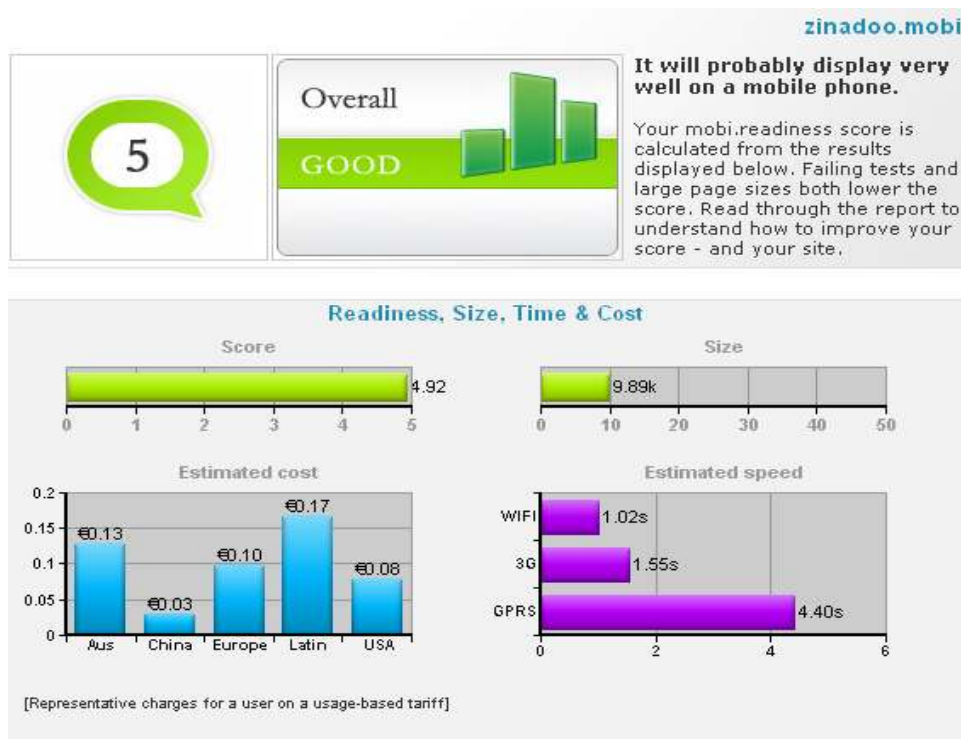 zinadoo.mobi
5
Overall
GOOD
It will probably display very
well on a mobile phone.
Your mobi.readiness score is
calculated from the results
displayed below. Failing tests and
large page sizes both lower the
score. Read through the report to
understand how to improve your
score - and your site.
Readiness, Size, Time & Cost
Score
4.92
0 1 2 3 4 5
Size
9.89k
0 10 20 30 40 50
Estimated cost
0.2
0.15
0.1
0.05
0
€0.13
€0.03
€0.10
€0.17
€0.08
Aus China Europe Latin USA
Estimated speed
WIFI 1.02s
3G 1.55s
GPRS 4.40s
0 2 4 6
[Representative charges for a user on a usage-based tariff]